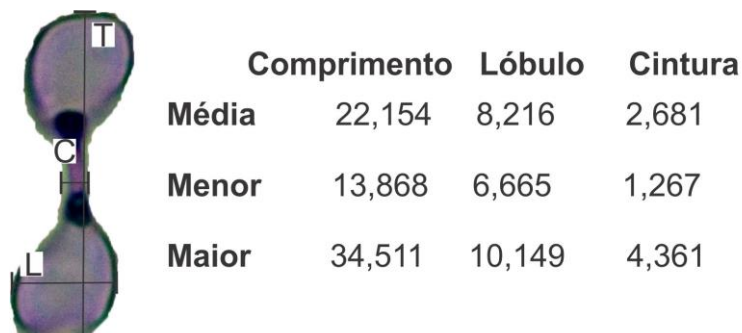 T
Comprimento Lóbulo Cintura
Média 22,154 8,216 2,681
C
Menor 13,868 6,665 1,267
Maior 34,511 10,149 4,361
L